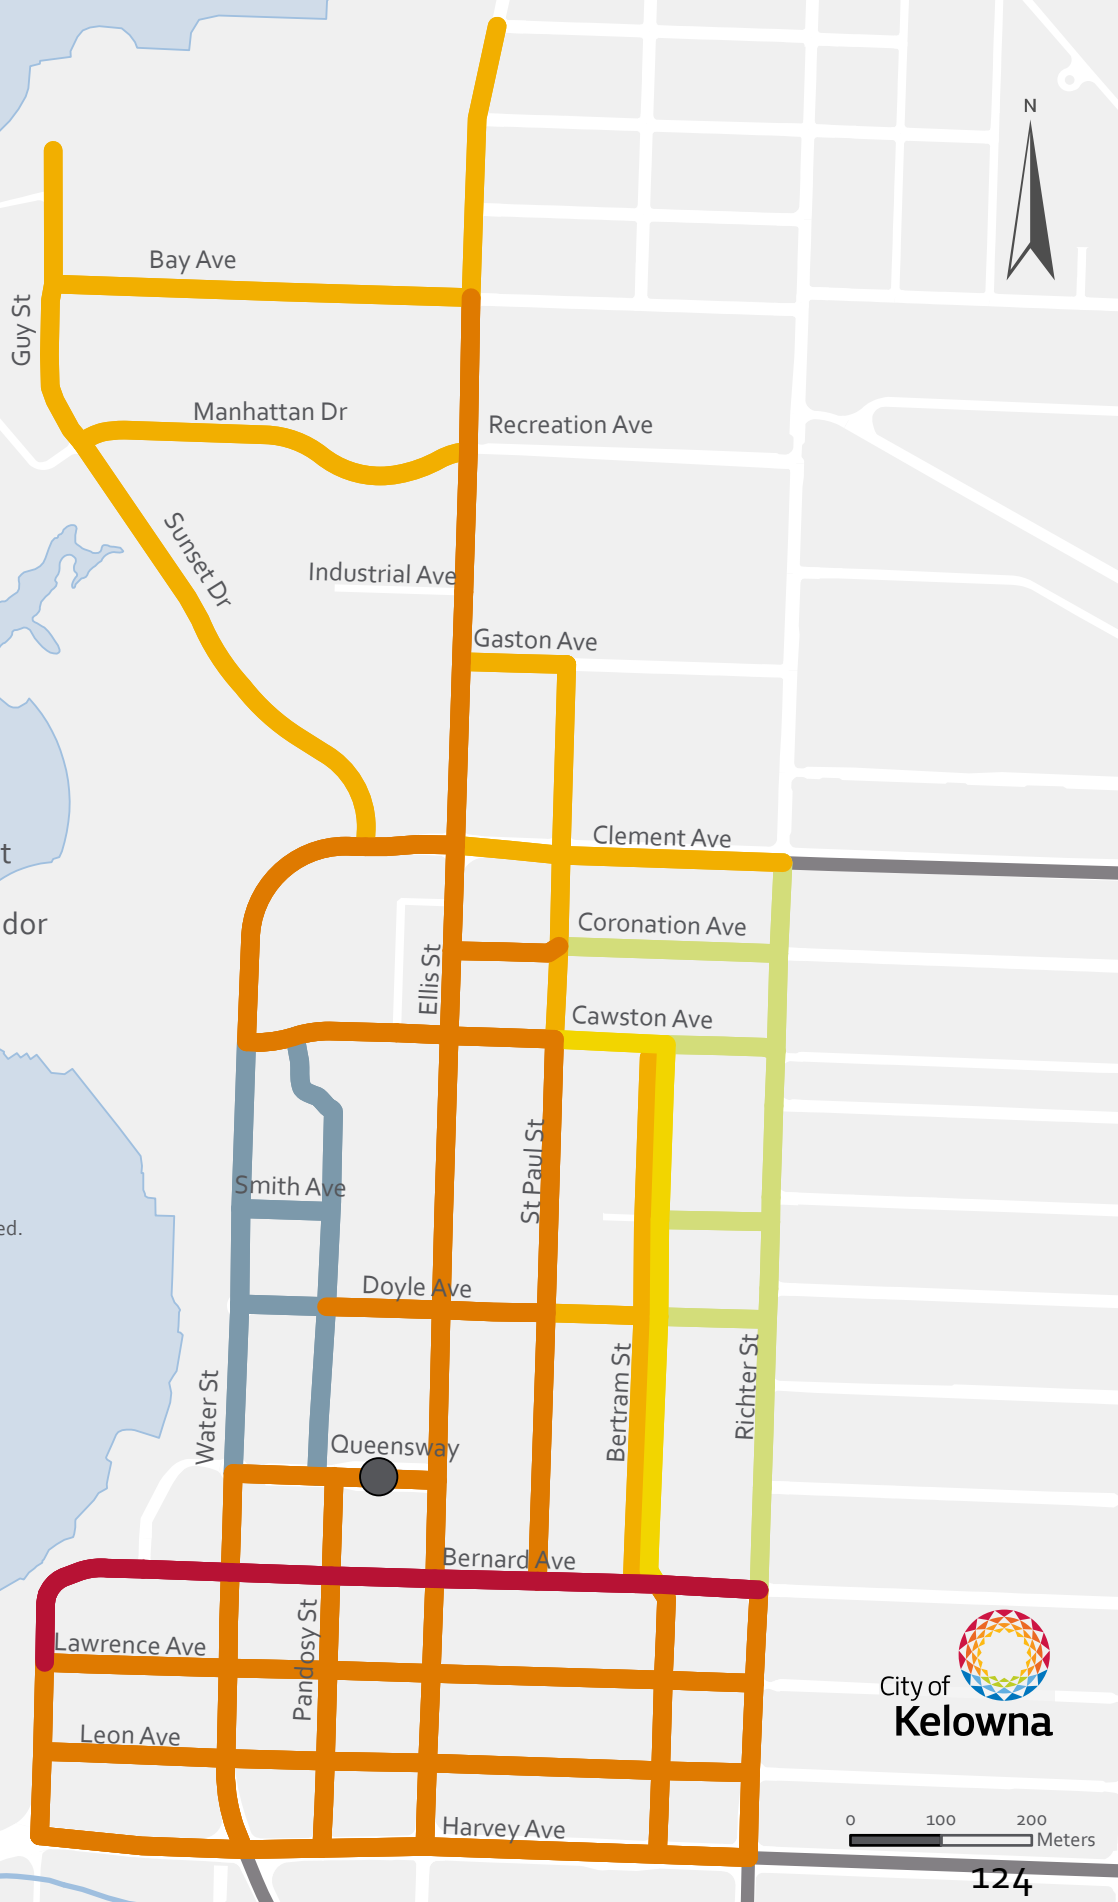 N
Bay Ave
Guy St
Manhattan Dr
Recreation Ave
Sunset Dr
Industrial Ave
Gaston Ave
Clement Ave
t
dor
Coronation Ave
Ellis St
Cawston Ave
St Paul St
Smith Ave
ed.
Doyle Ave
Bertram St
Richter St
Water St
Queensway
Bernard Ave
Pandosy St
Lawrence Ave
City of
Kelowna
Leon Ave
Harvey Ave
0 100 200
Meters
124